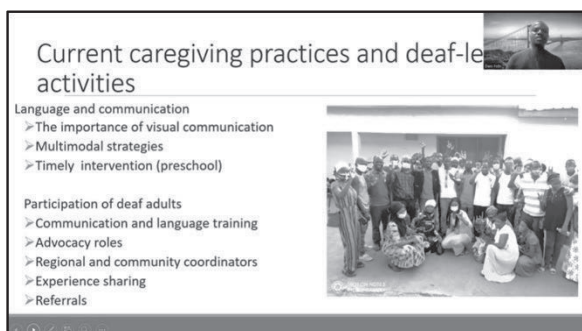 Current caregiving practices and deaf-le
activities
Language and communication
➢The importance of visual communication
➢Multimodal strategies
➢Timely intervention (preschool)
Participation of deaf adults
➢Communication and language training
➢Advocacy roles
➢Regional and community coordinators
➢Experience sharing
➢Referrals